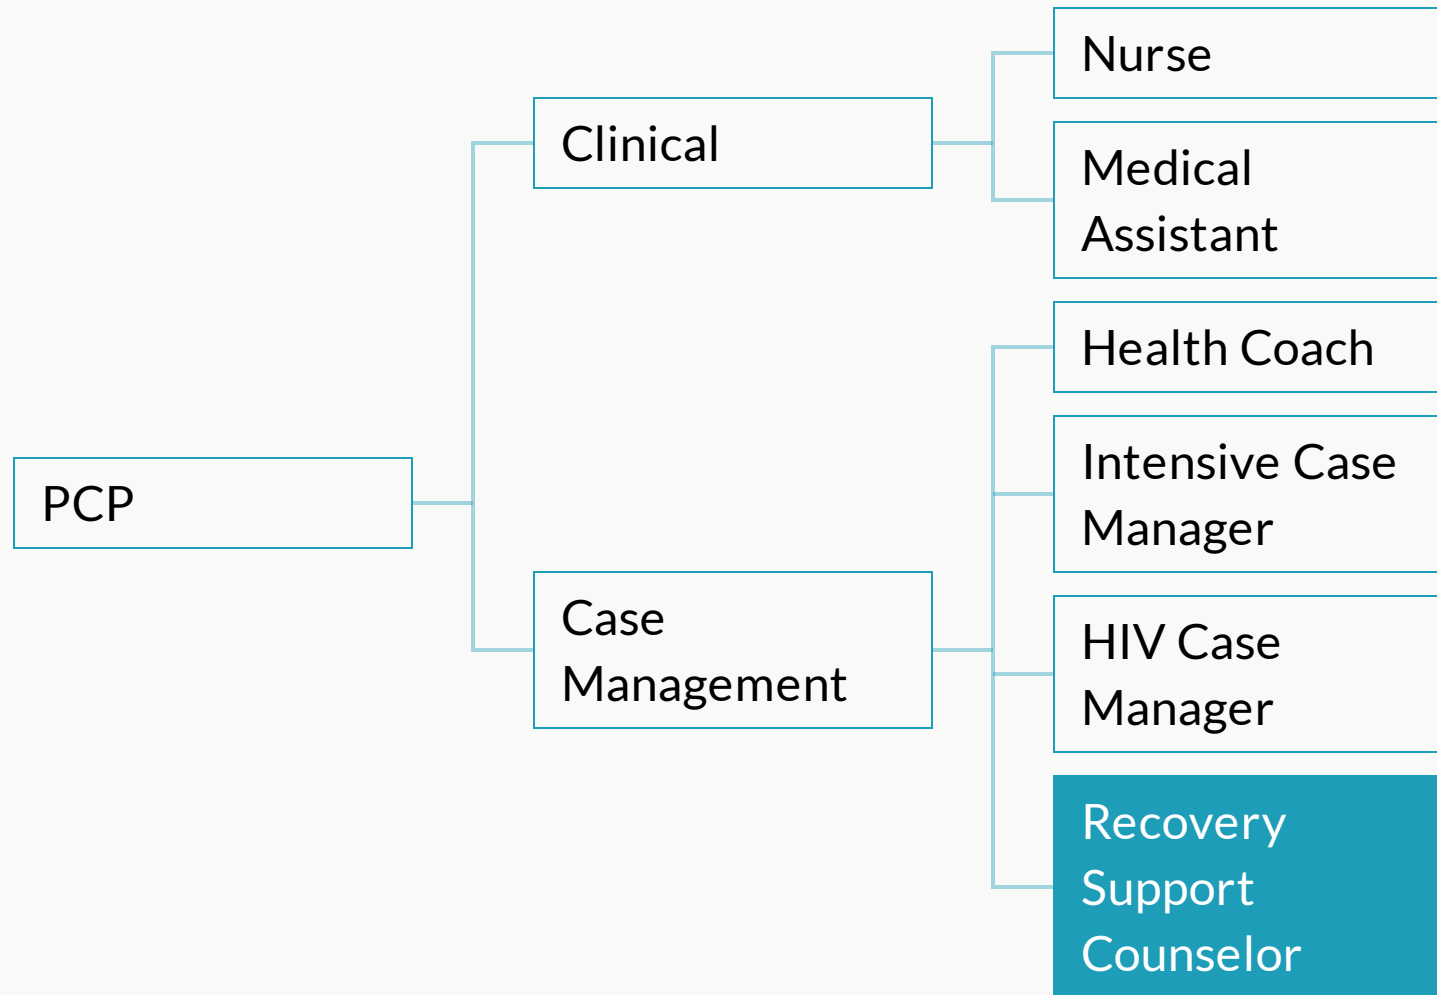 PCP
Clinical
Nurse
Medical
Assistant
Case
Management
Health Coach
Intensive Case
Manager
HIV Case
Manager
Recovery
Support
Counselor